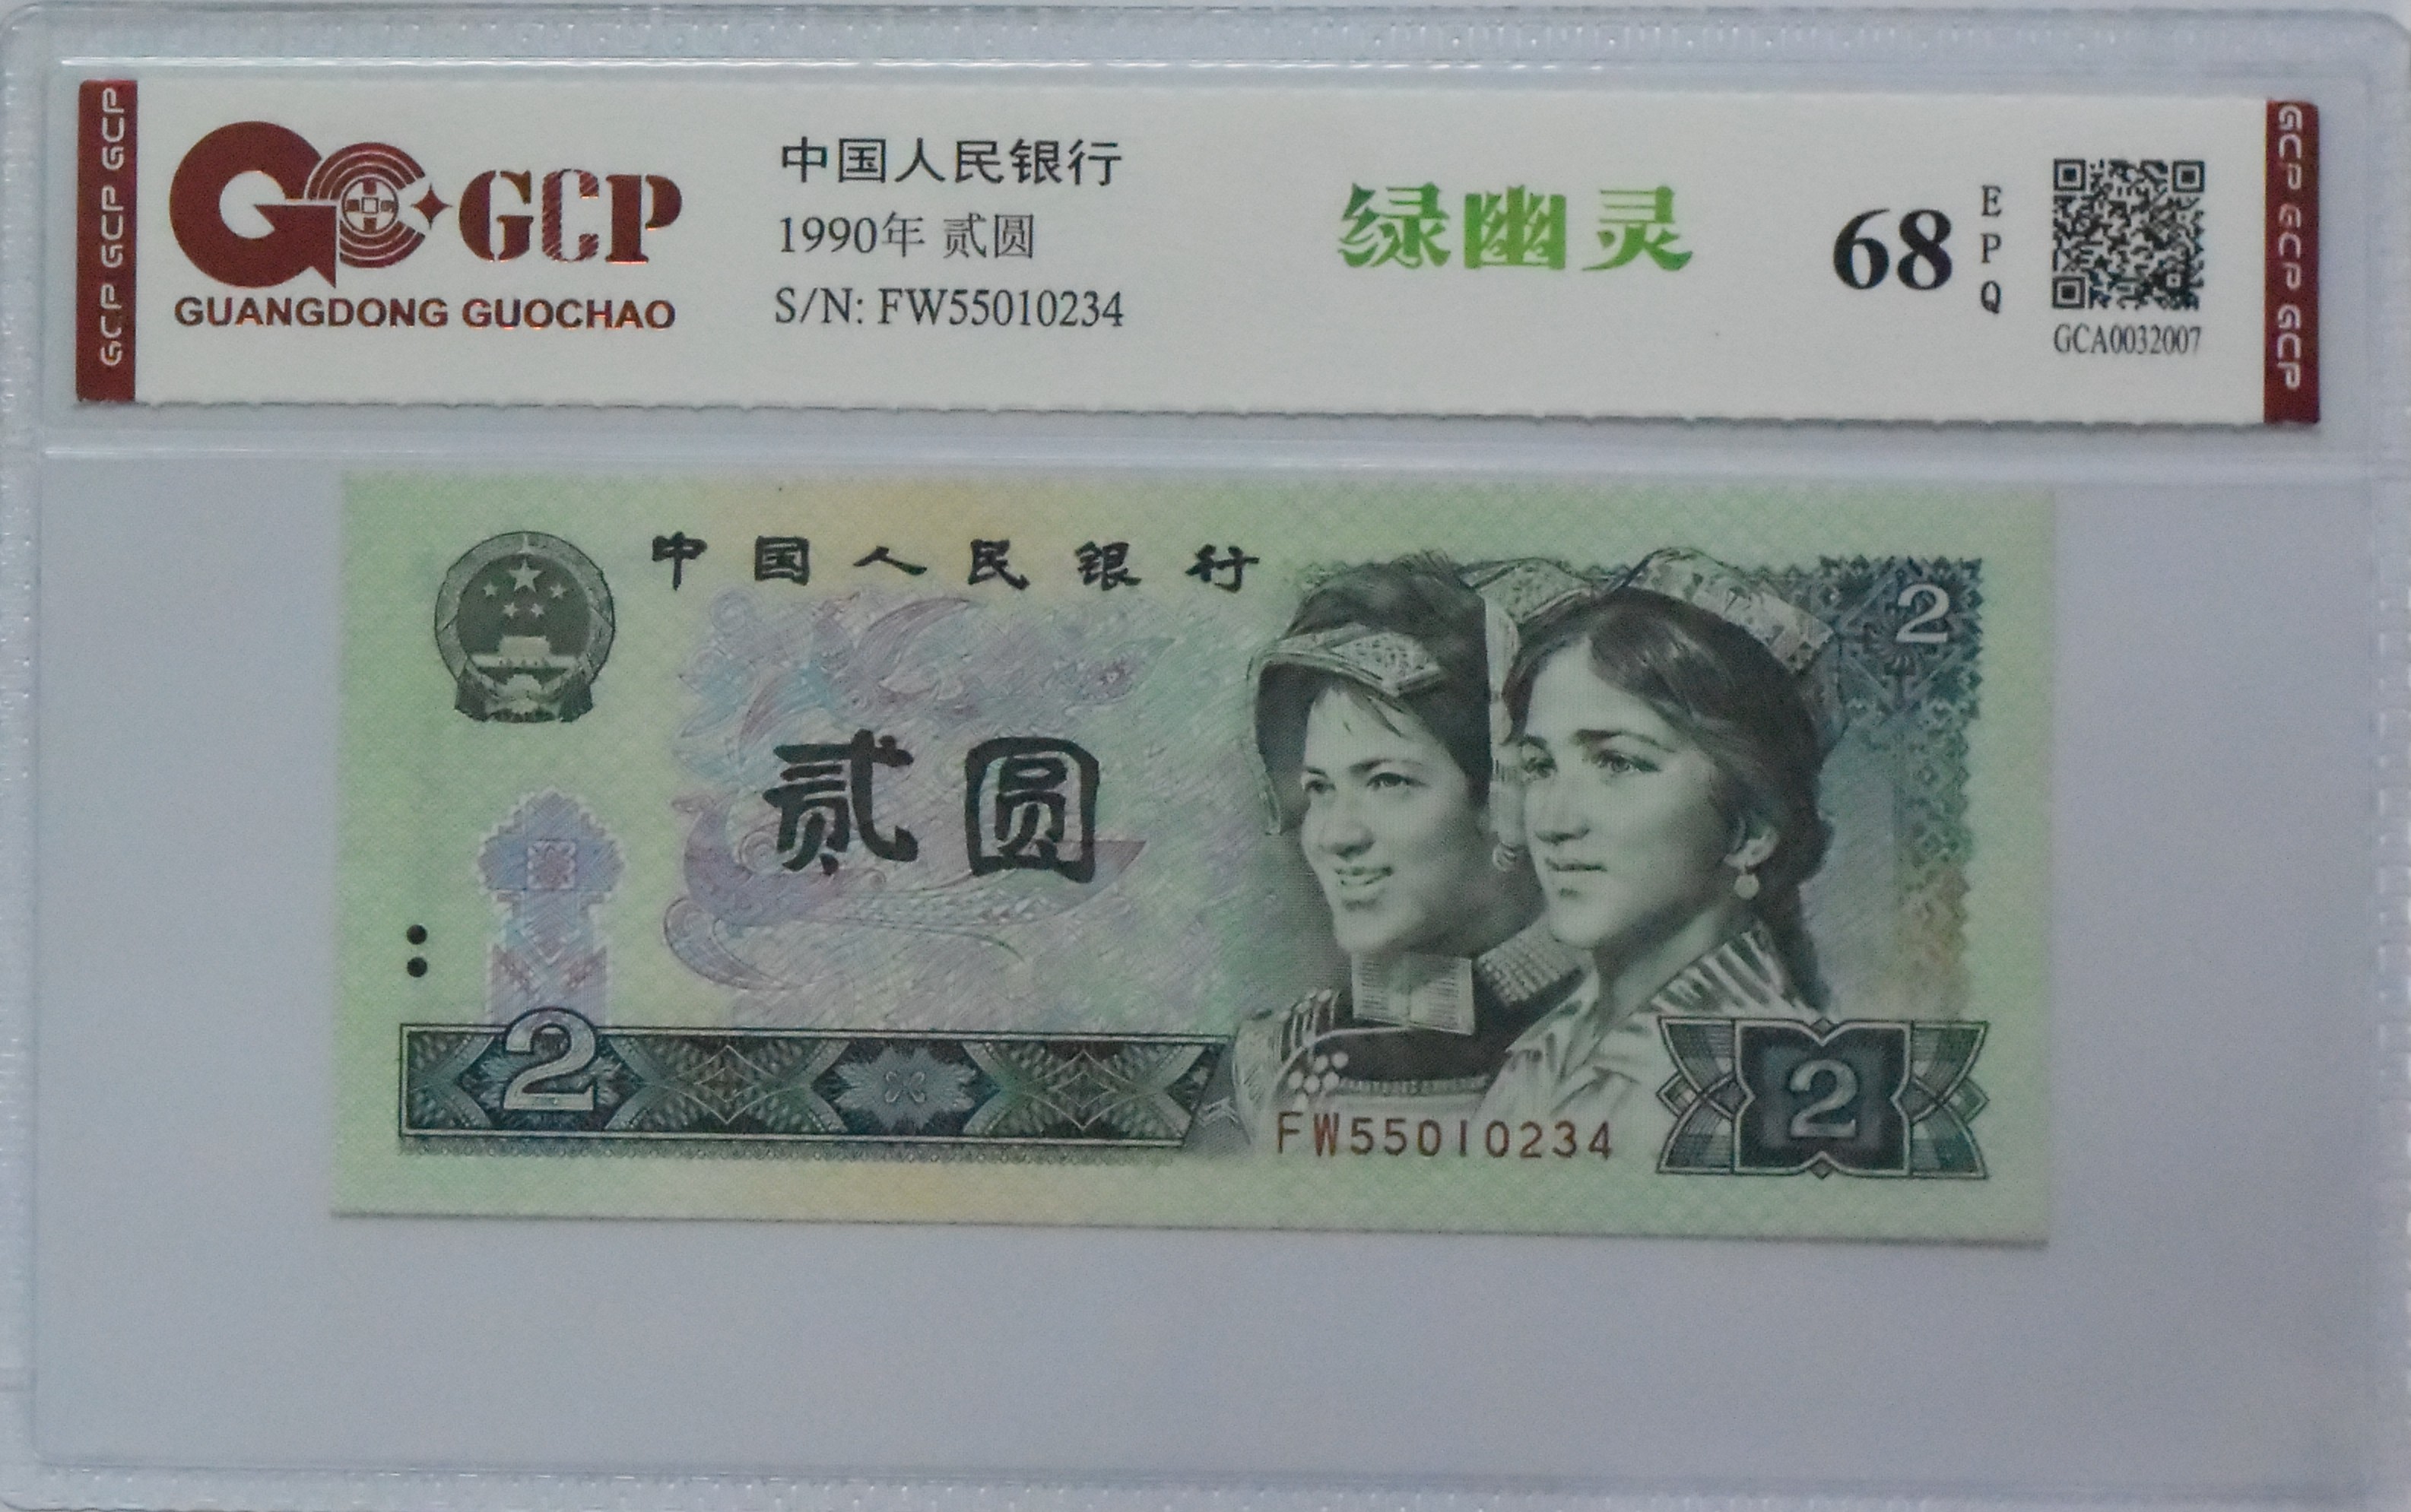 GCP GCP GCP
GCP
GUANGDONG GUOCHAO
中国人民银行
1990年 贰圆
S/N: FW55010234
绿幽灵
68
EPQ
GCA0032007
GCP GCP GCP
中国人民银行
2
贰圆
2
FW55010234
2